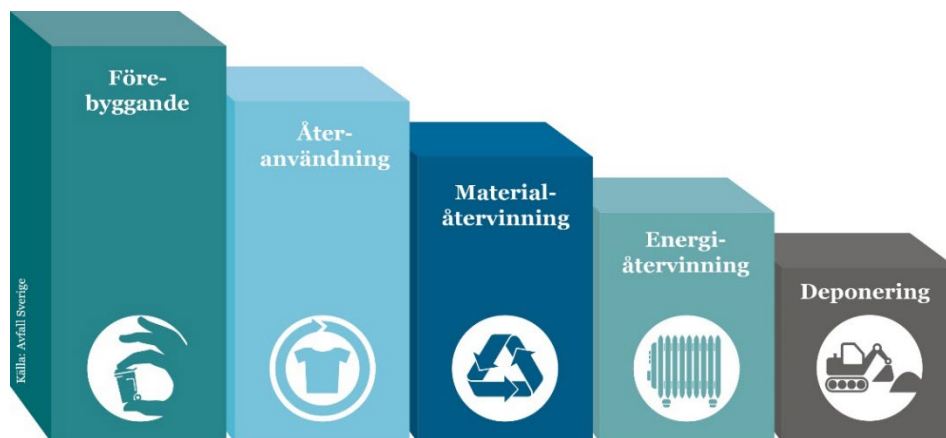 Före-
byggande
Åter-
användning
Material-
återvinning
Energi-
återvinning
Deponering
Källa: Avfall Sverige